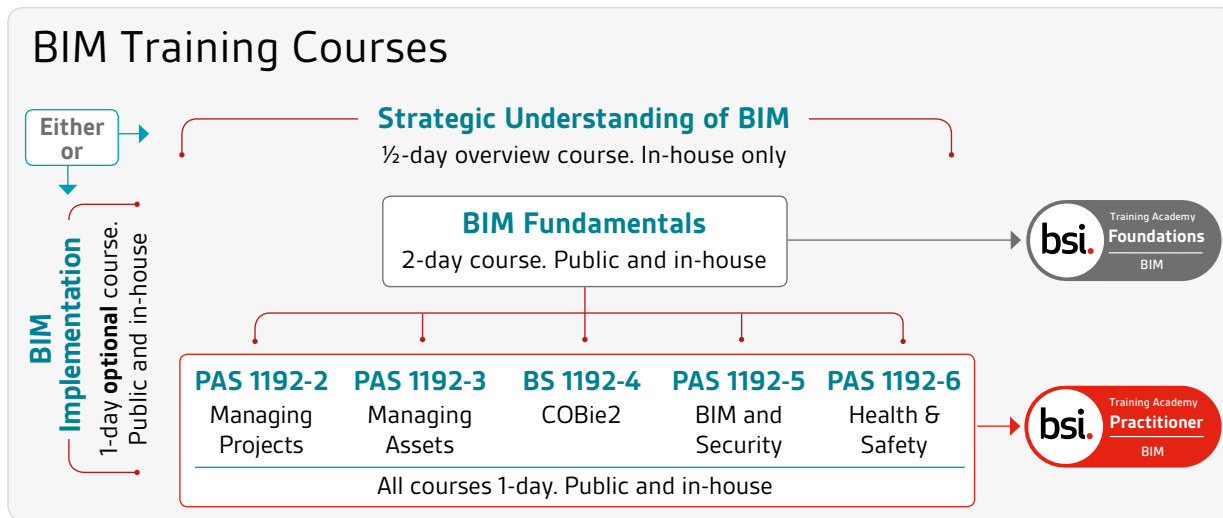 BIM Training Courses
Either
or
Strategic Understanding of BIM
½-day overview course. In-house only
BIM
Implementation
1-day optional course.
Public and in-house
BIM Fundamentals
2-day course. Public and in-house
bsi.
Training Academy
Foundations
BIM
PAS 1192-2
Managing
Projects
PAS 1192-3
Managing
Assets
BS 1192-4
COBie2
PAS 1192-5
BIM and
Security
PAS 1192-6
Health &
Safety
All courses 1-day. Public and in-house
bsi.
Training Academy
Practitioner
BIM